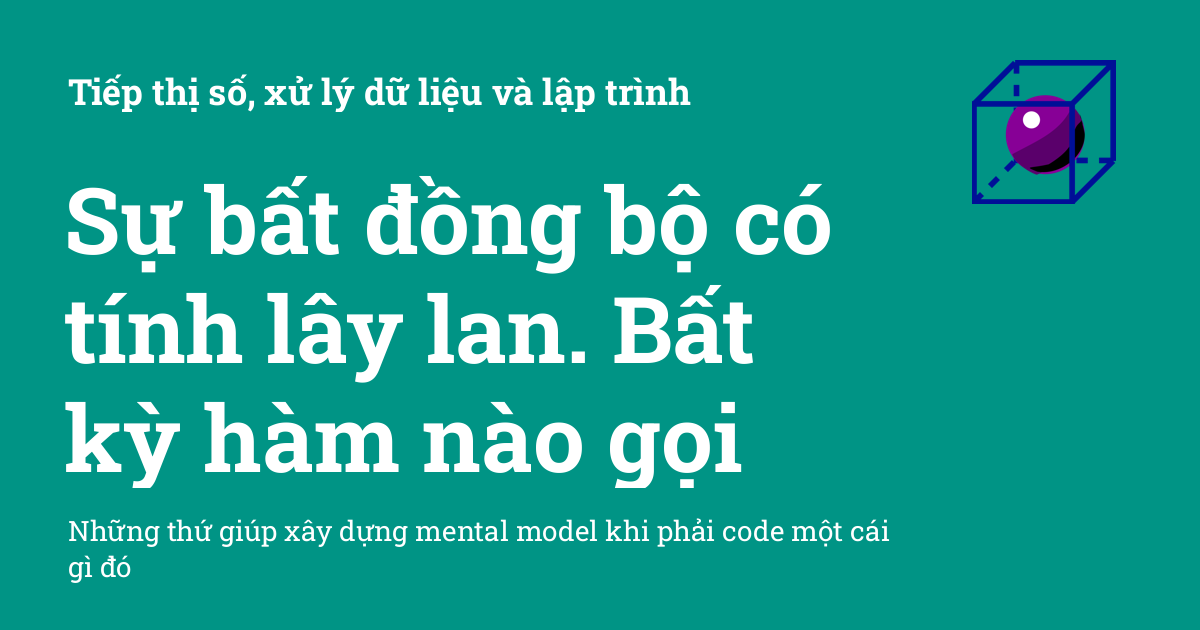 Tiếp thị số, xử lý dữ liệu và lập trình
Sự bất đồng bộ có
tính lây lan. Bất
kỳ hàm nào gọi
Những thứ giúp xây dựng mental model khi phải code một cái
gì đó